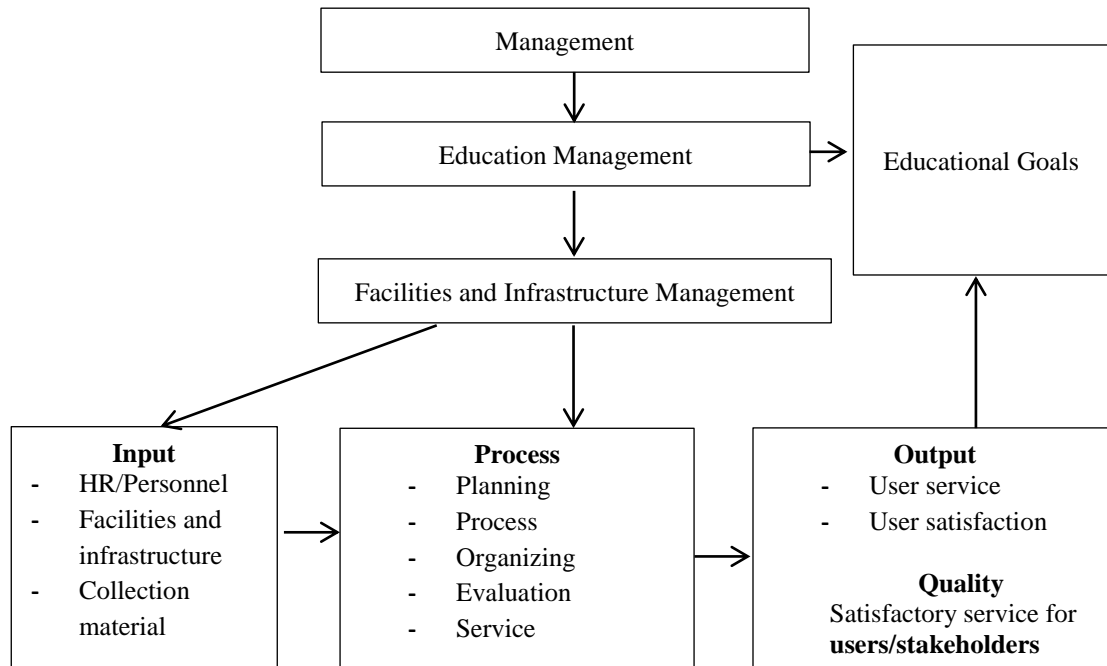 Management
Education Management
Educational Goals
Facilities and Infrastructure Management
Input
- HR/Personnel
- Facilities and
infrastructure
- Collection
material
Process
- Planning
- Process
- Organizing
- Evaluation
- Service
Output
- User service
- User satisfaction
Quality
Satisfactory service for
users/stakeholders